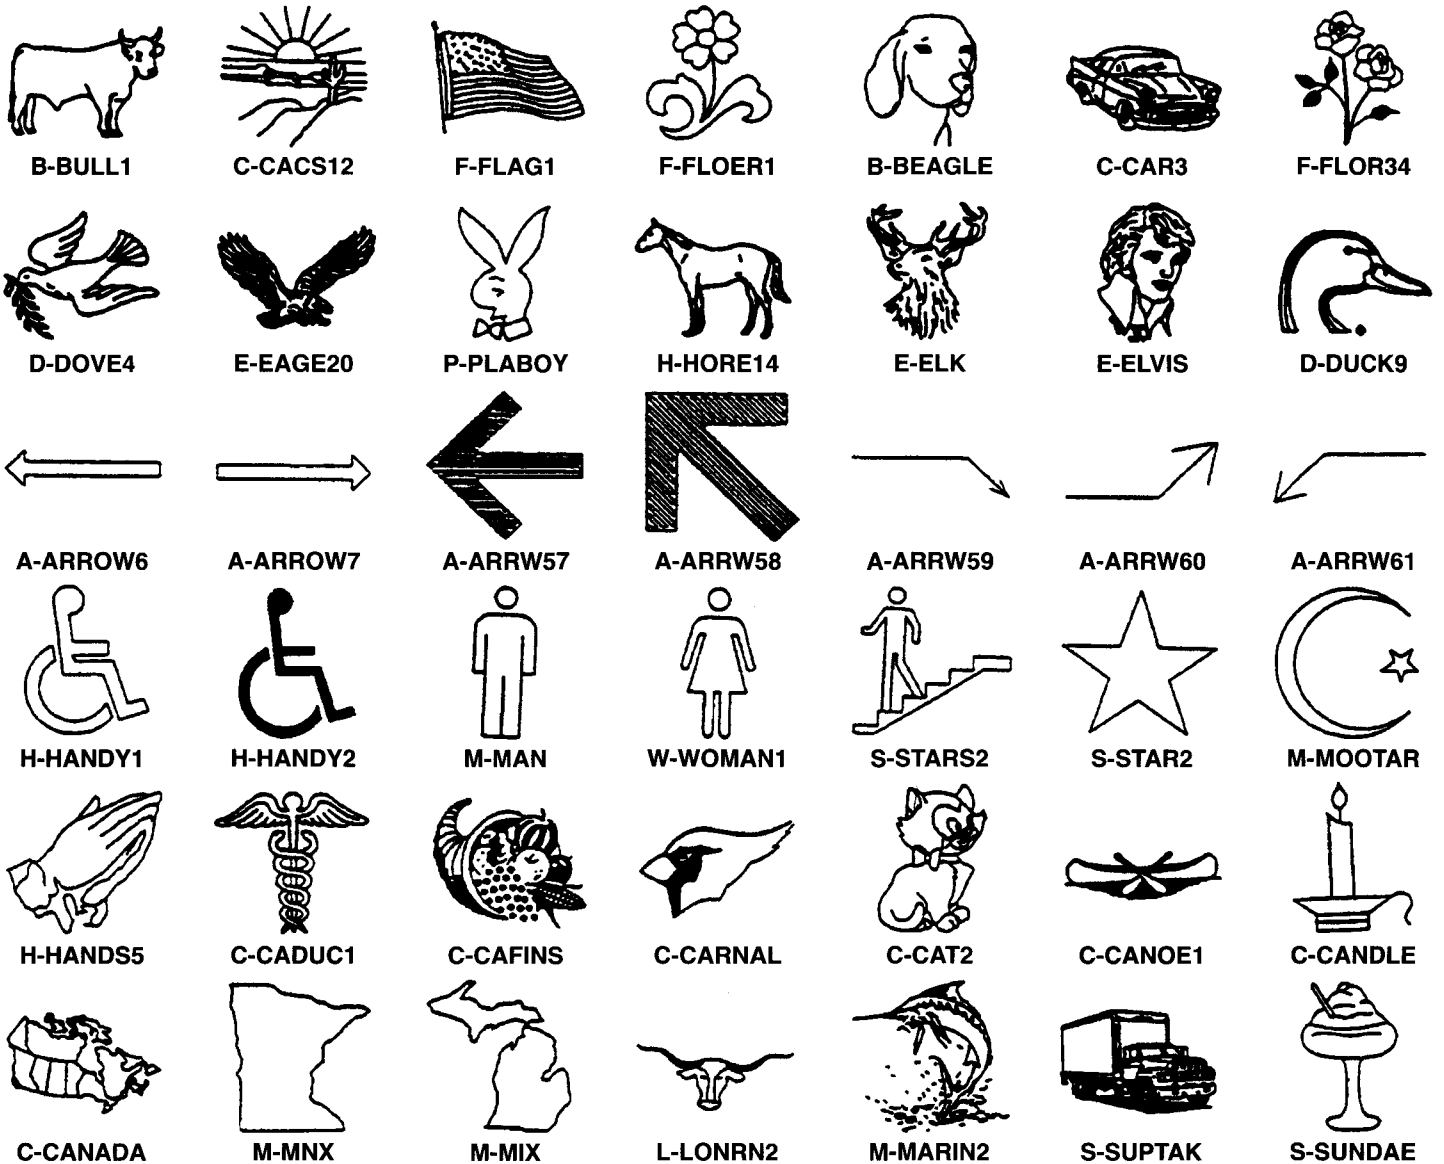 B-BULL1 C-CACS12 F-FLAG1 F-FLOER1 B-BEAGLE C-CAR3 F-FLOR34
D-DOVE4 E-EAGE20 P-PLABOY H-HORE14 E-ELK E-ELVIS D-DUCK9
A-ARROW6 A-ARROW7 A-ARRW57 A-ARRW58 A-ARRW59 A-ARRW60 A-ARRW61
H-HANDY1 H-HANDY2 M-MAN W-WOMAN1 S-STARS2 S-STAR2 M-MOOTAR
H-HANDS5 C-CADUC1 C-CAFINS C-CARNAL C-CAT2 C-CANOE1 C-CANDLE
C-CANADA M-MNX M-MIX L-LONRN2 M-MARIN2 S-SUPTAK S-SUNDAE